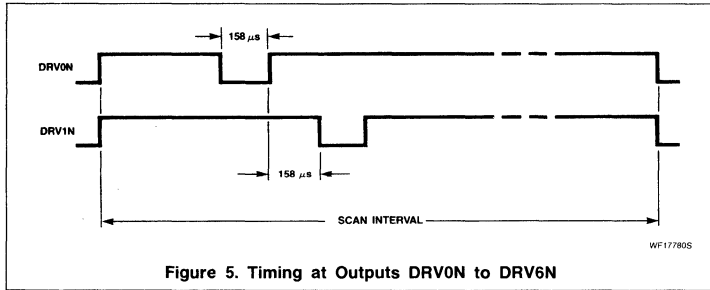 158 μs
DRV0N
DRV1N
158 μs
SCAN INTERVAL
WF17780S
Figure 5. Timing at Outputs DRV0N to DRV6N